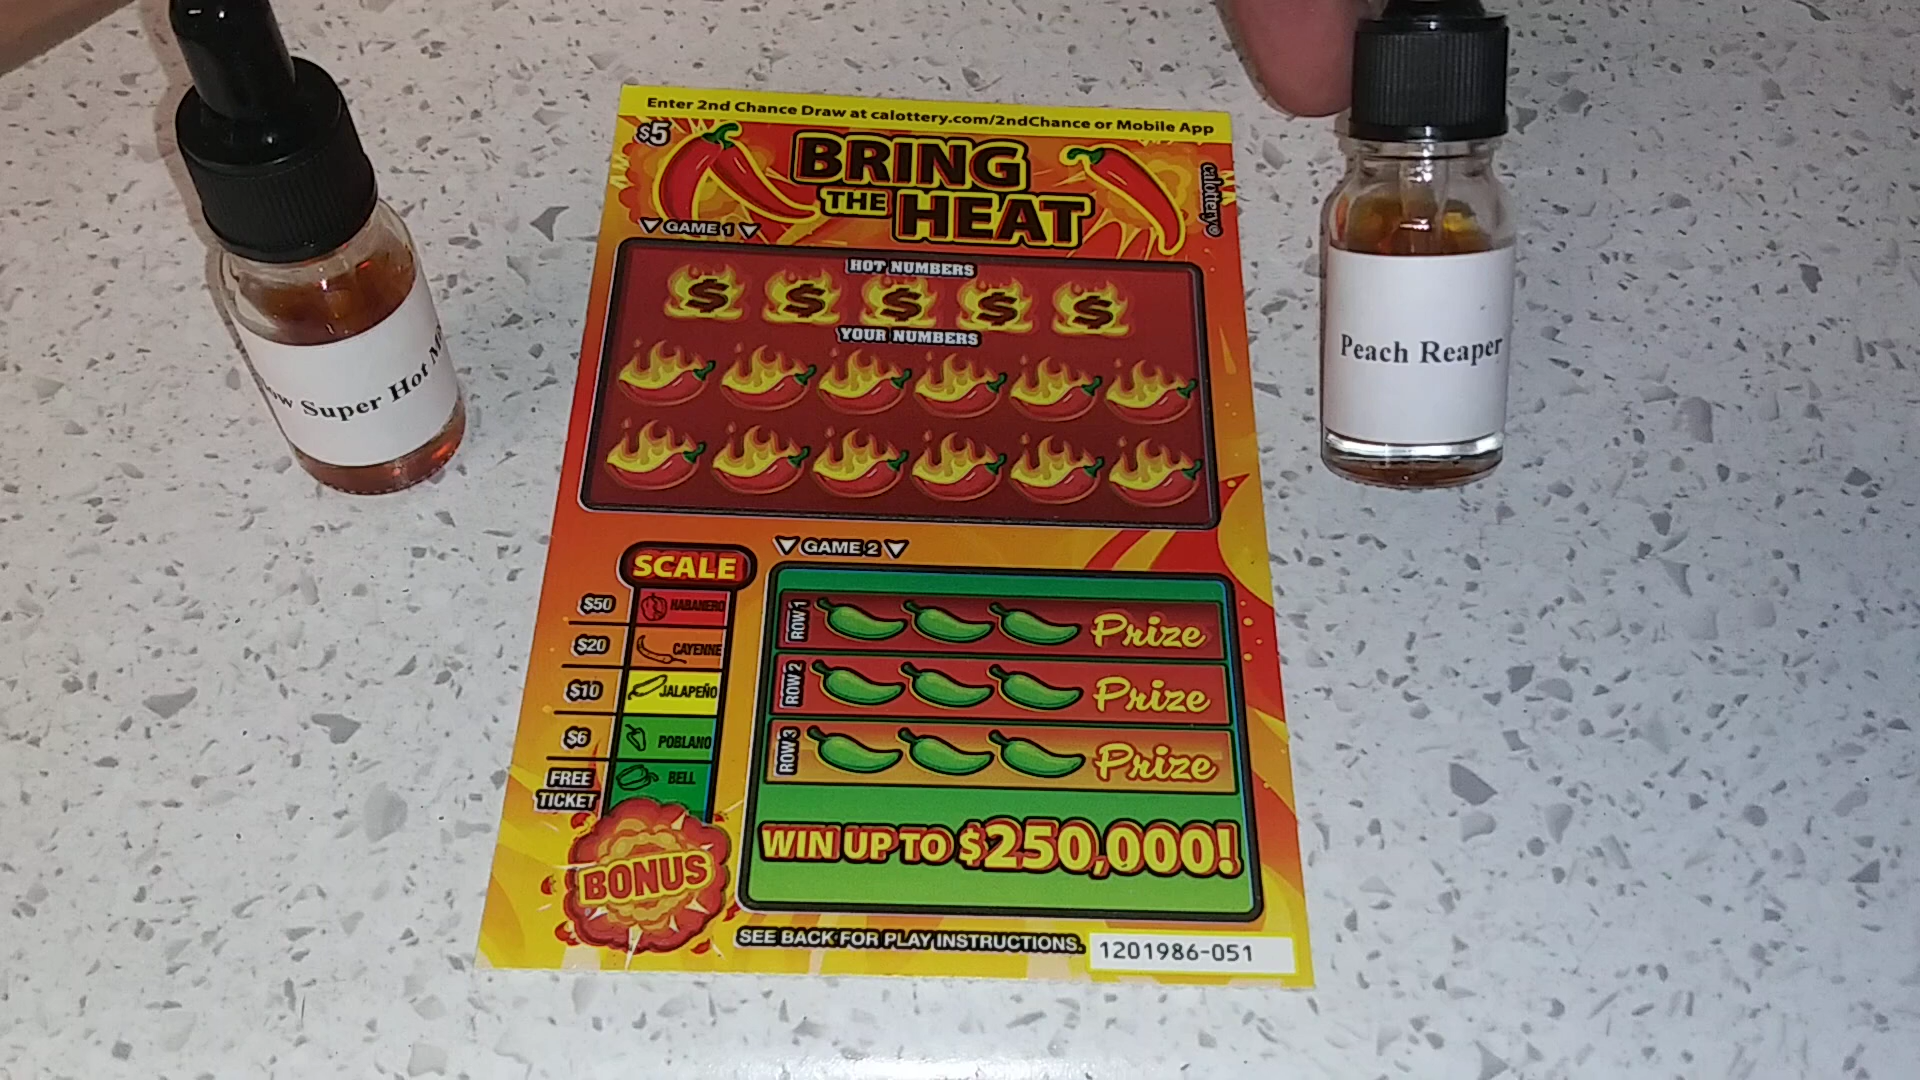 Enter 2nd Chance Draw at calottery.com/2ndChance or Mobile App
$5
BRING
THE HEAT
calottery
GAME 1
HOT NUMBERS
$ $ $ $ $
YOUR NUMBERS
Super Hot
Peach Reaper
GAME 2
SCALE
$50 HABANERO
$20 CAYENNE
$10 JALAPEÑO
$6 POBLANO
FREE TICKET BELL
BONUS
ROW 1 Prize
ROW 2 Prize
ROW 3 Prize
WIN UP TO $250,000!
SEE BACK FOR PLAY INSTRUCTIONS.
1201986-051